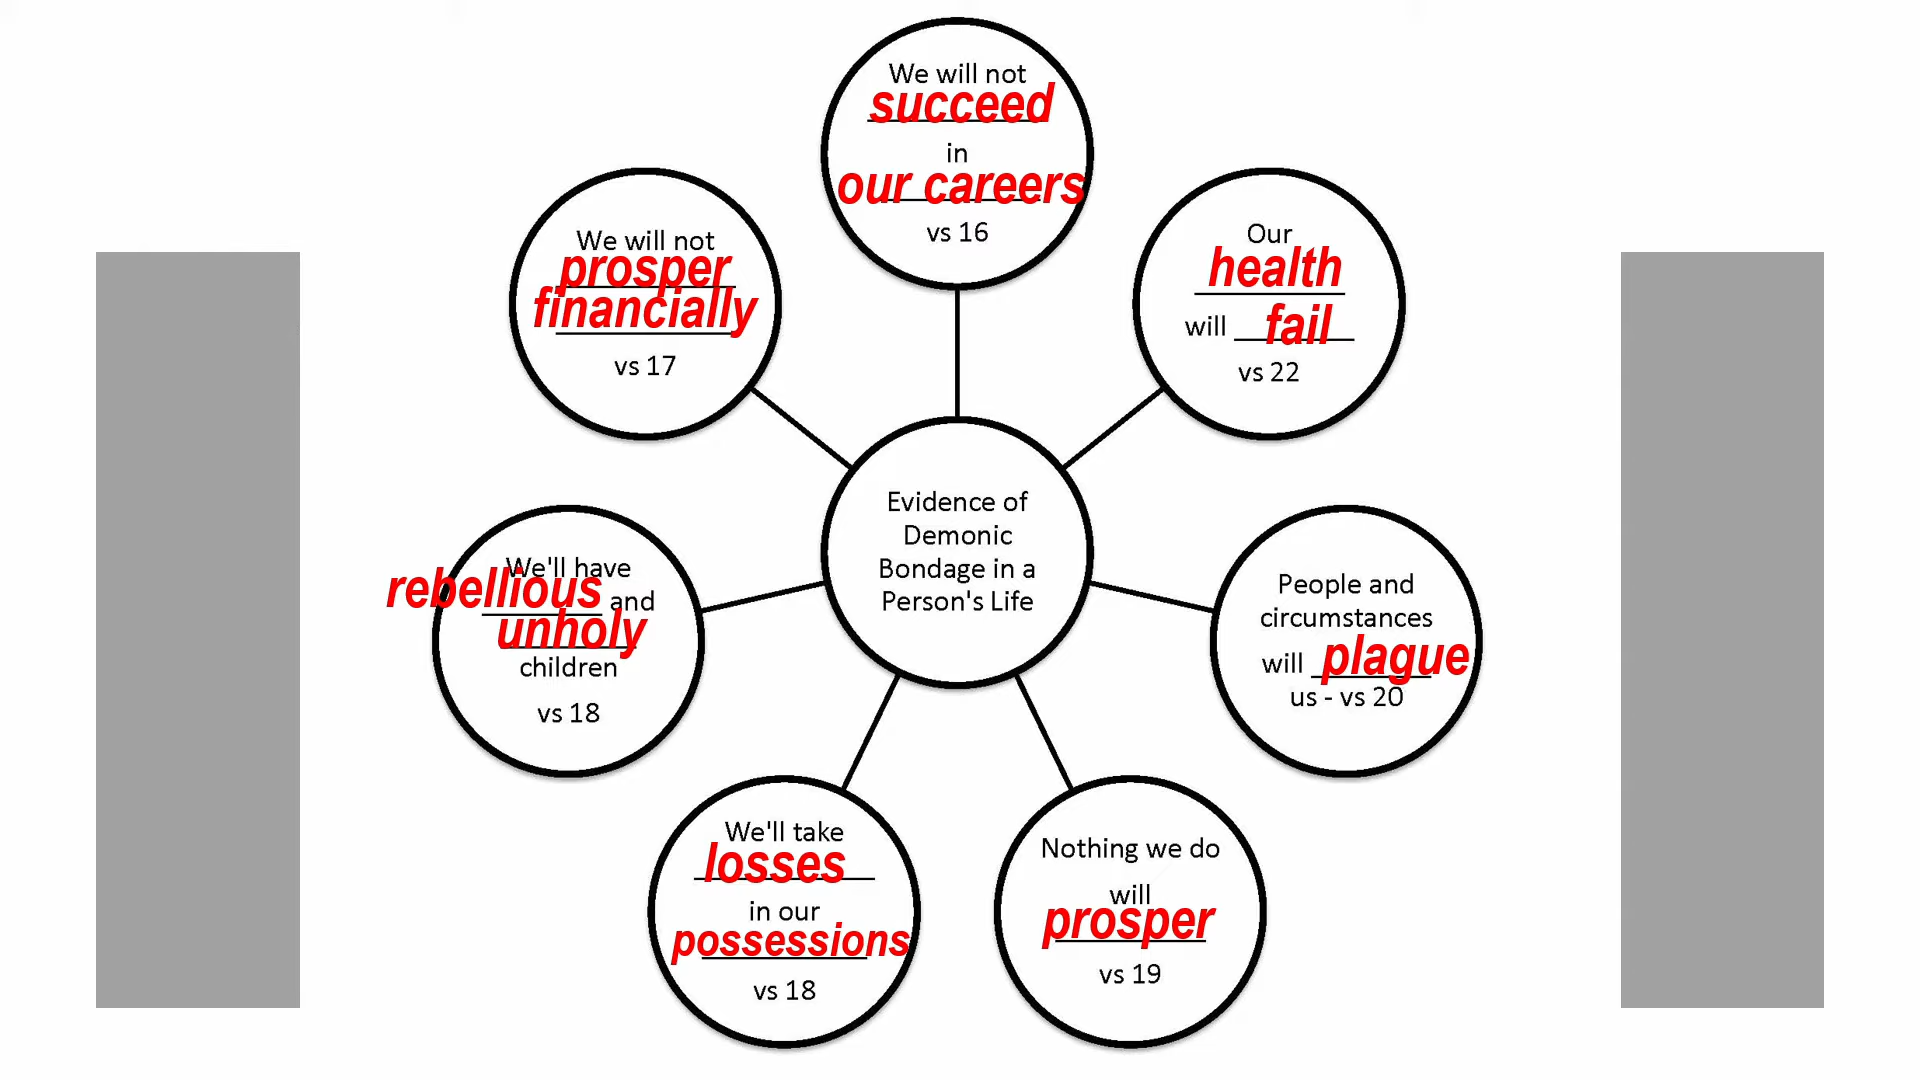 We will not
succeed
in
our careers
vs 16
Our
health
will fail
vs 22
People and
circumstances
will plague
us - vs 20
Nothing we do
will
prosper
vs 19
We'll take
losses
in our
possessions
vs 18
We'll have
rebellious and
unholy
children
vs 18
We will not
prosper
financially
vs 17
Evidence of
Demonic
Bondage in a
Person's Life